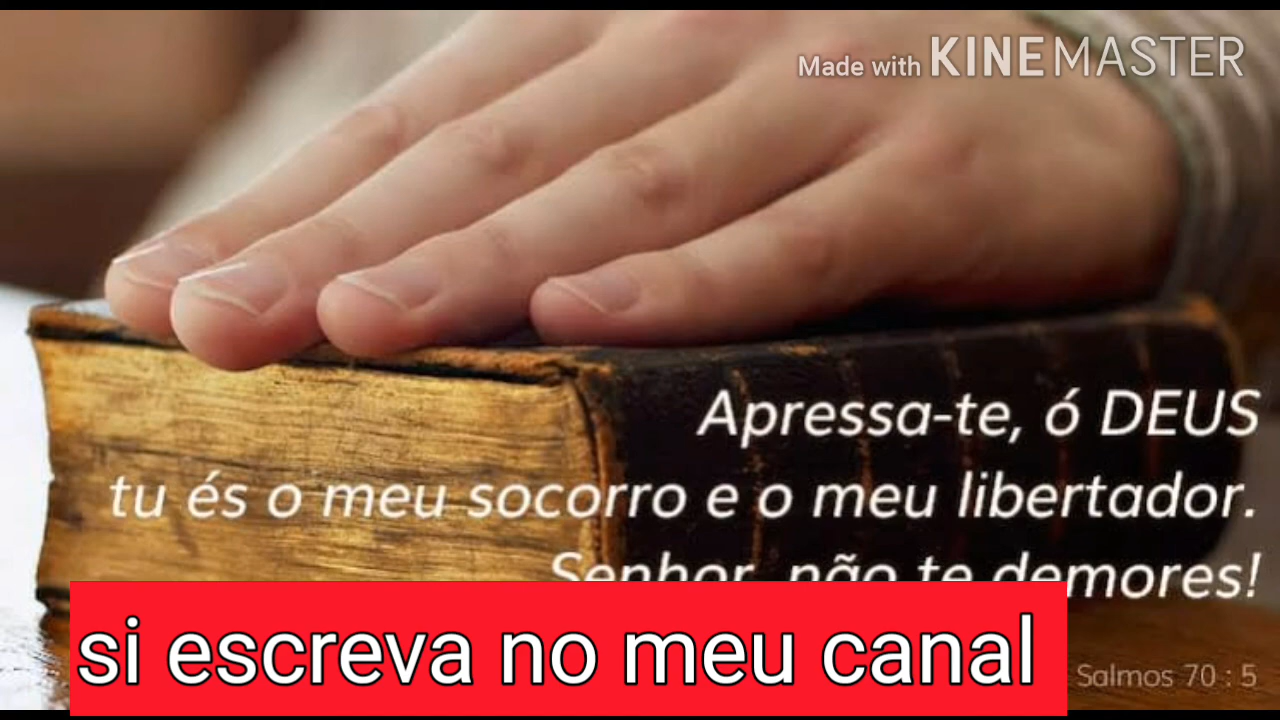 Made with KINEMASTER
Apressa-te, ó DEUS
tu és o meu socorro e o meu libertador.
Senhor, não te demores!
si escreva no meu canal
Salmos 70 : 5